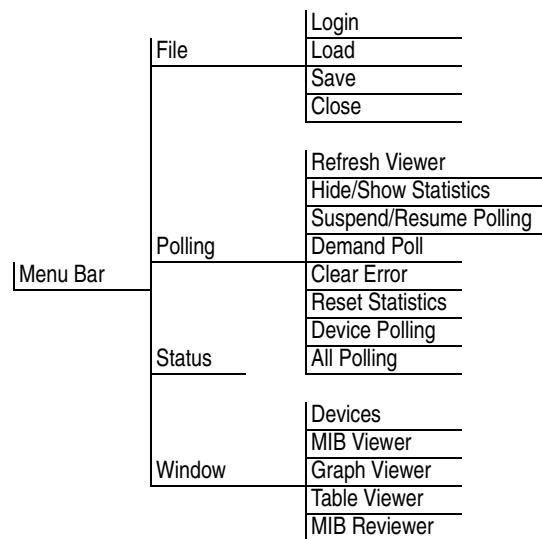 Login
File
Load
Save
Close
Refresh Viewer
Hide/Show Statistics
Suspend/Resume Polling
Polling
Demand Poll
Menu Bar
Clear Error
Reset Statistics
Device Polling
Status
All Polling
Devices
MIB Viewer
Window
Graph Viewer
Table Viewer
MIB Reviewer